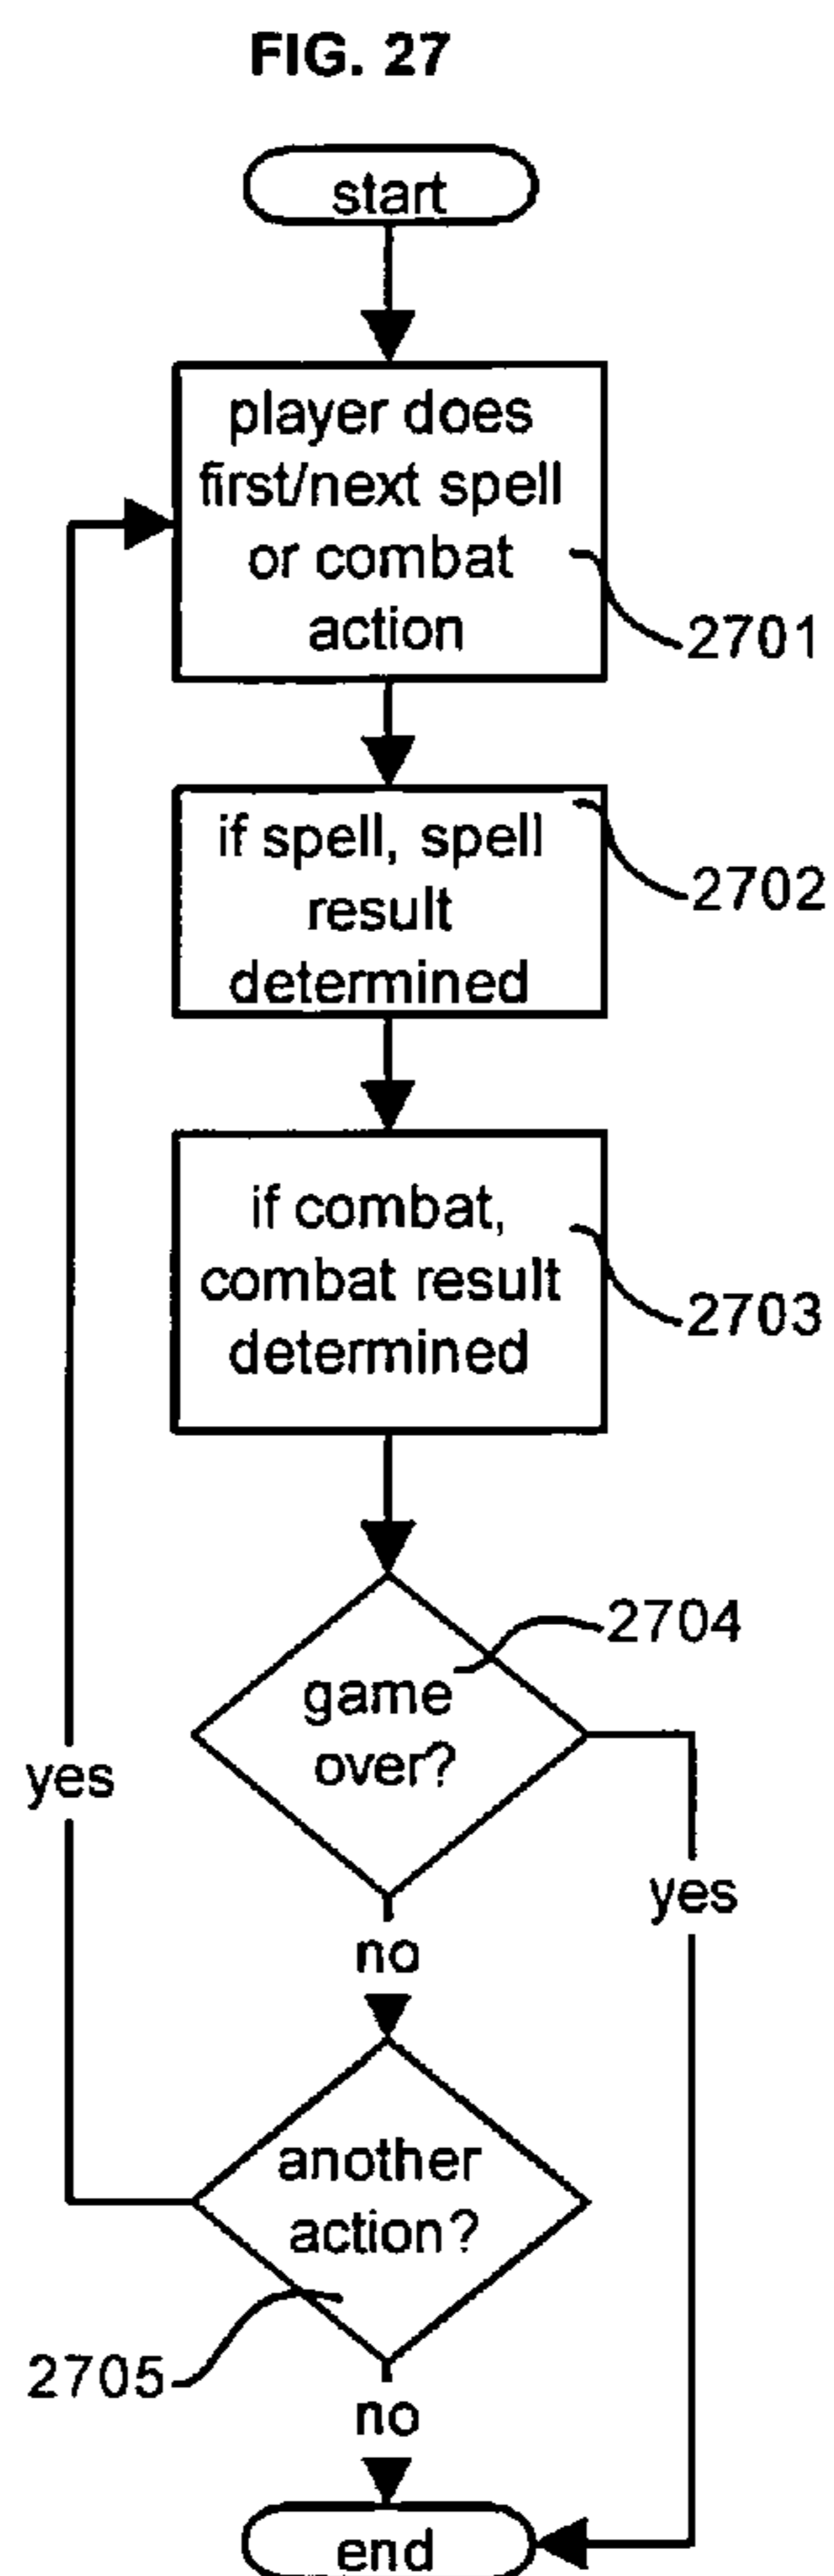 FIG. 27
start
player does
first/next spell
or combat
action
2701
if spell, spell
result
determined
2702
if combat,
combat result
determined
2703
2704
game
over?
yes
yes
no
another
action?
2705
no
end